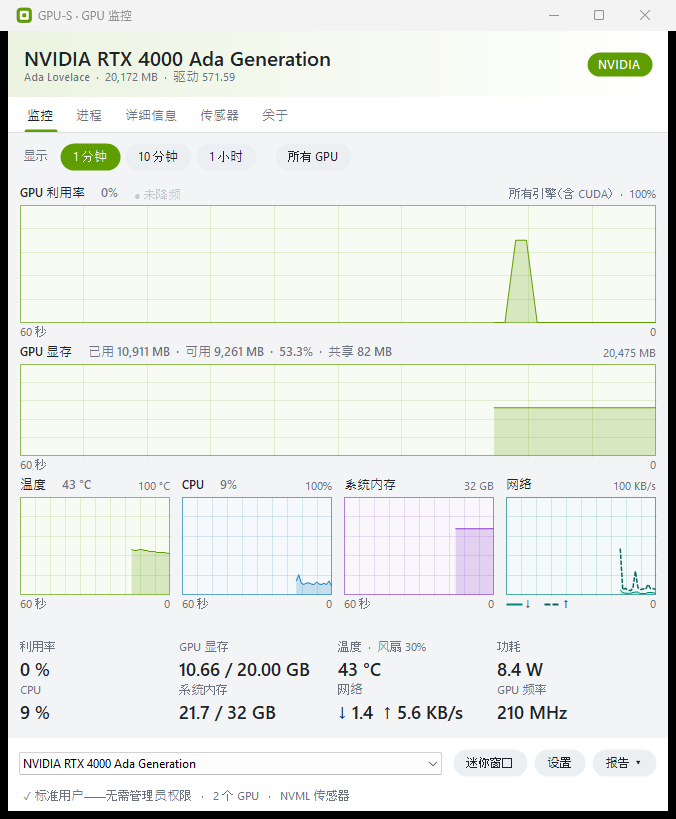 GPU-S · GPU 监控
NVIDIA RTX 4000 Ada Generation
Ada Lovelace · 20,172 MB · 驱动 571.59
NVIDIA
监控 进程 详细信息 传感器 关于
显示 1 分钟 10 分钟 1 小时 所有 GPU
GPU 利用率 0% ● 未降频 所有引擎(含 CUDA) · 100%
60 秒 0
GPU 显存 已用 10,911 MB · 可用 9,261 MB · 53.3% · 共享 82 MB 20,475 MB
60 秒 0
温度 43 °C 100 °C CPU 9% 100% 系统内存 32 GB 网络 100 KB/s
60 秒 0 60 秒 0 60 秒 0 ↓ ↑ 0
利用率 GPU 显存 温度 · 风扇 30% 功耗
0 % 10.66 / 20.00 GB 43 °C 8.4 W
CPU 系统内存 网络 GPU 频率
9 % 21.7 / 32 GB ↓ 1.4 ↑ 5.6 KB/s 210 MHz
NVIDIA RTX 4000 Ada Generation 迷你窗口 设置 报告 ▾
✓ 标准用户——无需管理员权限 · 2 个 GPU · NVML 传感器